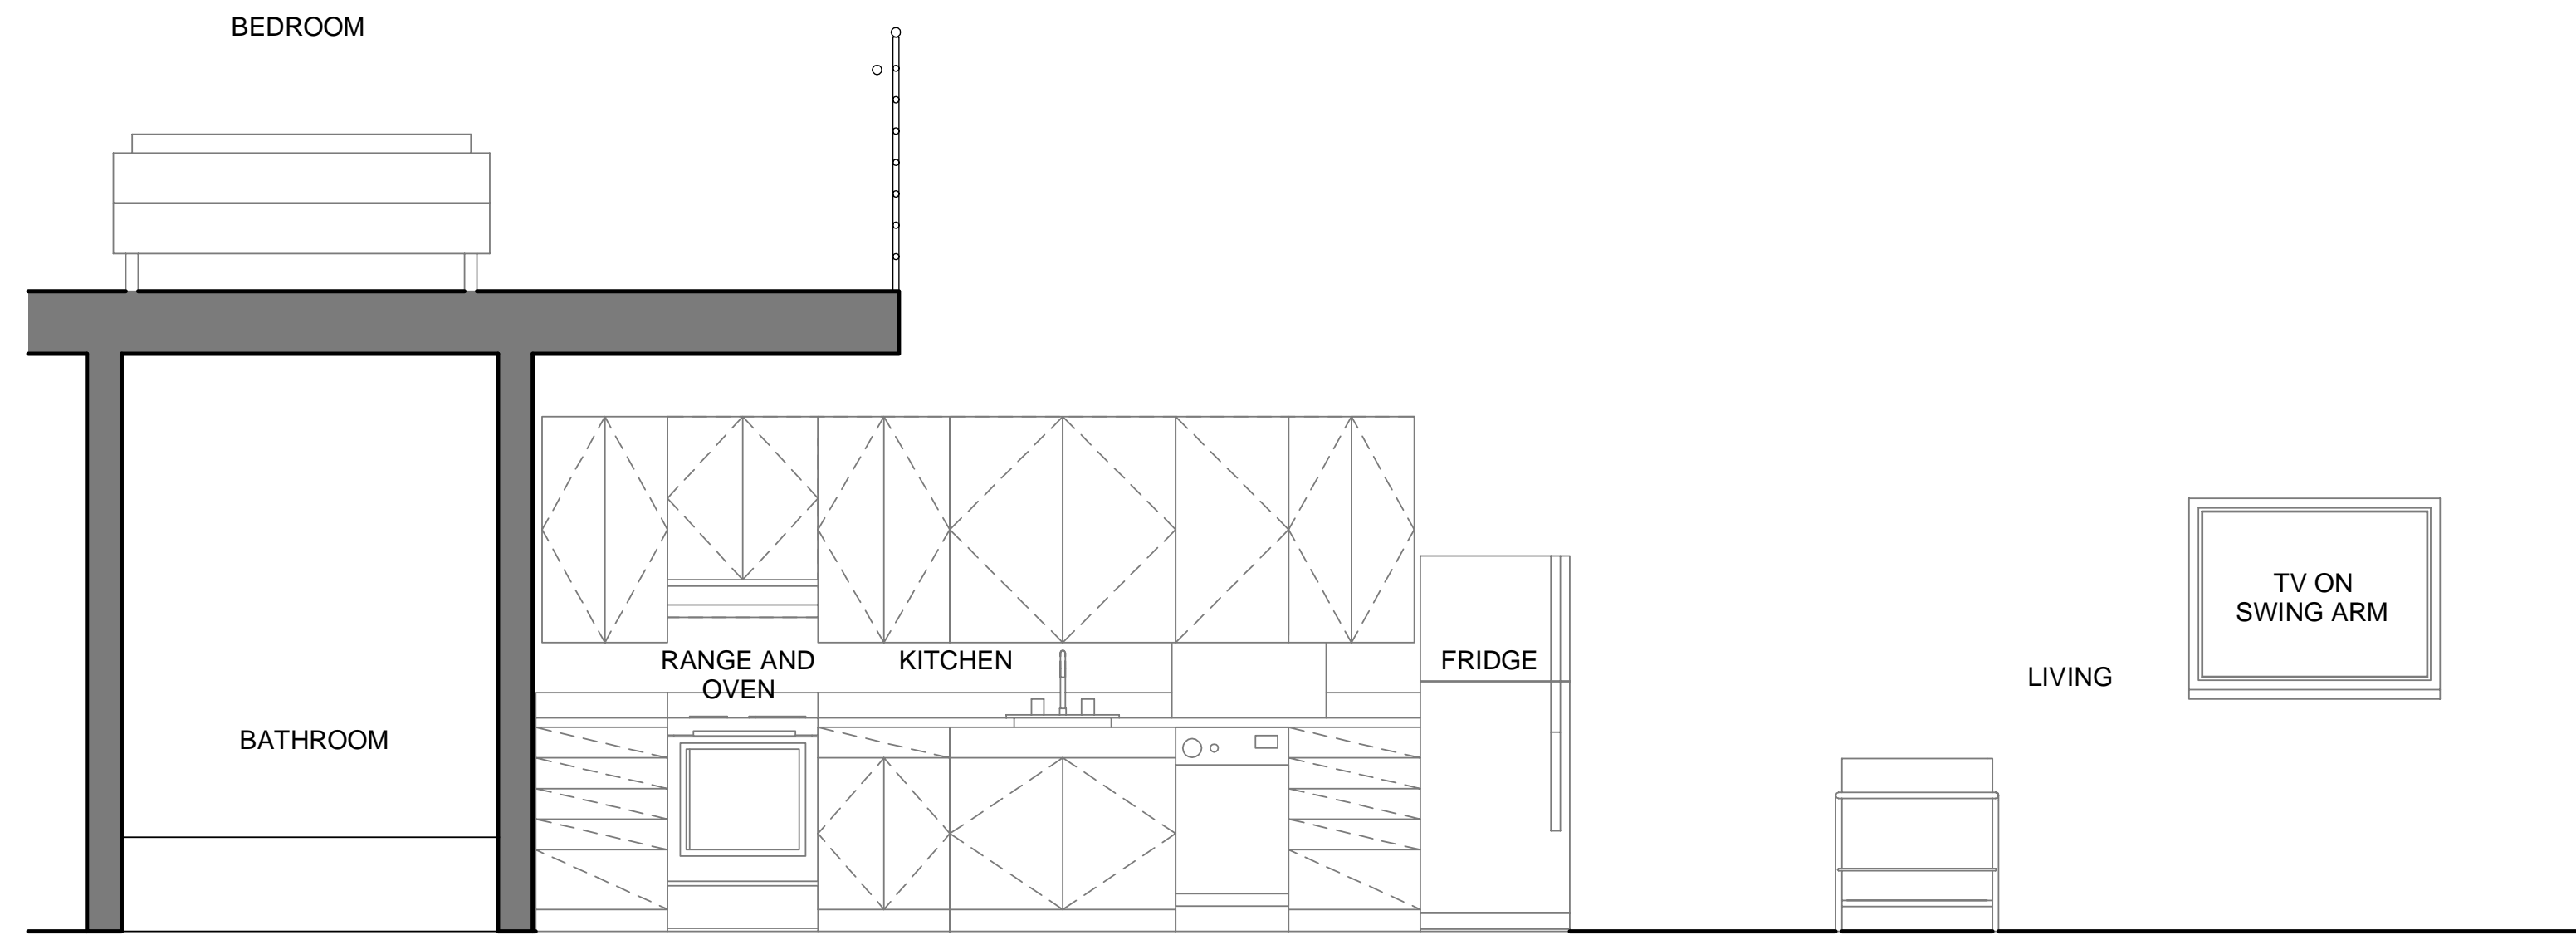 BEDROOM
RANGE AND
OVEN
KITCHEN
FRIDGE
BATHROOM
LIVING
TV ON
SWING ARM